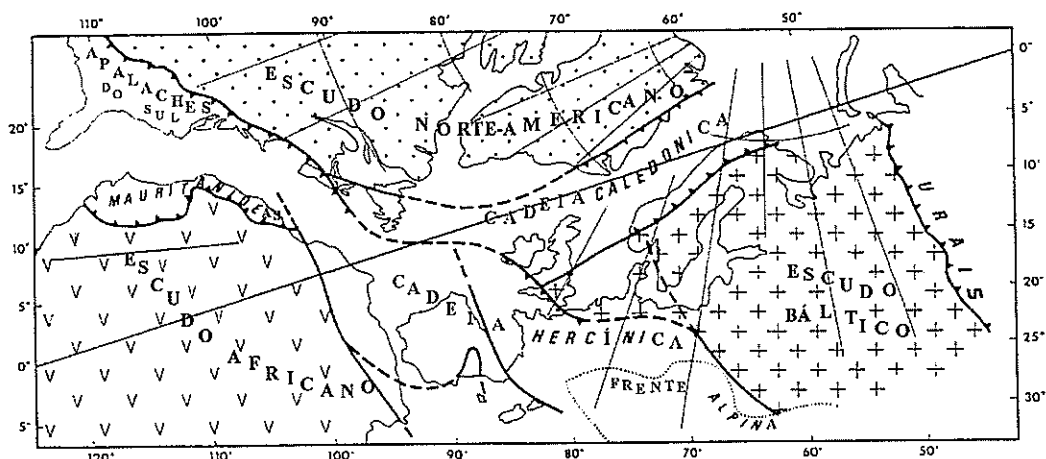 110° 100° 90° 80° 70° 60° 50°
0°
5°
10°
15°
20°
25°
30°
20°
15°
10°
5°
0°
5°
APALACHES
DO
SUL
ESCUDO
NORTE-AMERICANO
CADEIA CALEDÓNICA
MAURITANIDEAS
ESCUDO
AFRICANO
CADEIA
HERCÍNICA
ESCUDO
BÁLTICO
URAIS
FRENTE
ALPINA
120° 110° 100° 90° 80° 70° 60° 50°